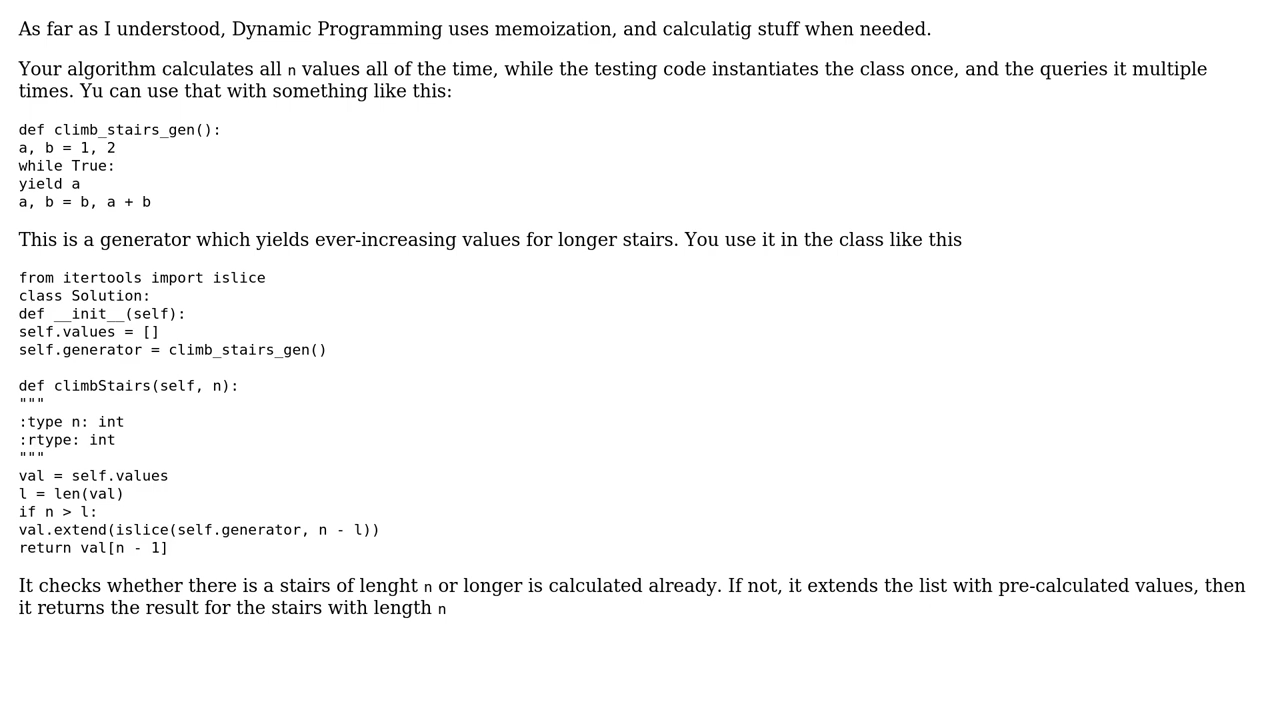 As far as I understood, Dynamic Programming uses memoization, and calculatig stuff when needed.
Your algorithm calculates all n values all of the time, while the testing code instantiates the class once, and the queries it multiple
times. Yu can use that with something like this:
def climb_stairs_gen():
a, b = 1, 2
while True:
yield a
a, b = b, a + b
This is a generator which yields ever-increasing values for longer stairs. You use it in the class like this
from itertools import islice
class Solution:
def __init__(self):
self.values = []
self.generator = climb_stairs_gen()
def climbStairs(self, n):
"""
:type n: int
:rtype: int
"""
val = self.values
l = len(val)
if n > l:
val.extend(islice(self.generator, n - l))
return val[n - 1]
It checks whether there is a stairs of lenght n or longer is calculated already. If not, it extends the list with pre-calculated values, then
it returns the result for the stairs with length n